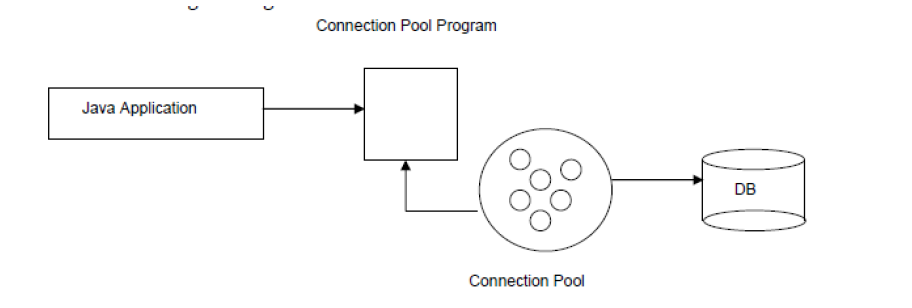 Connection Pool Program
Java Application
DB
Connection Pool